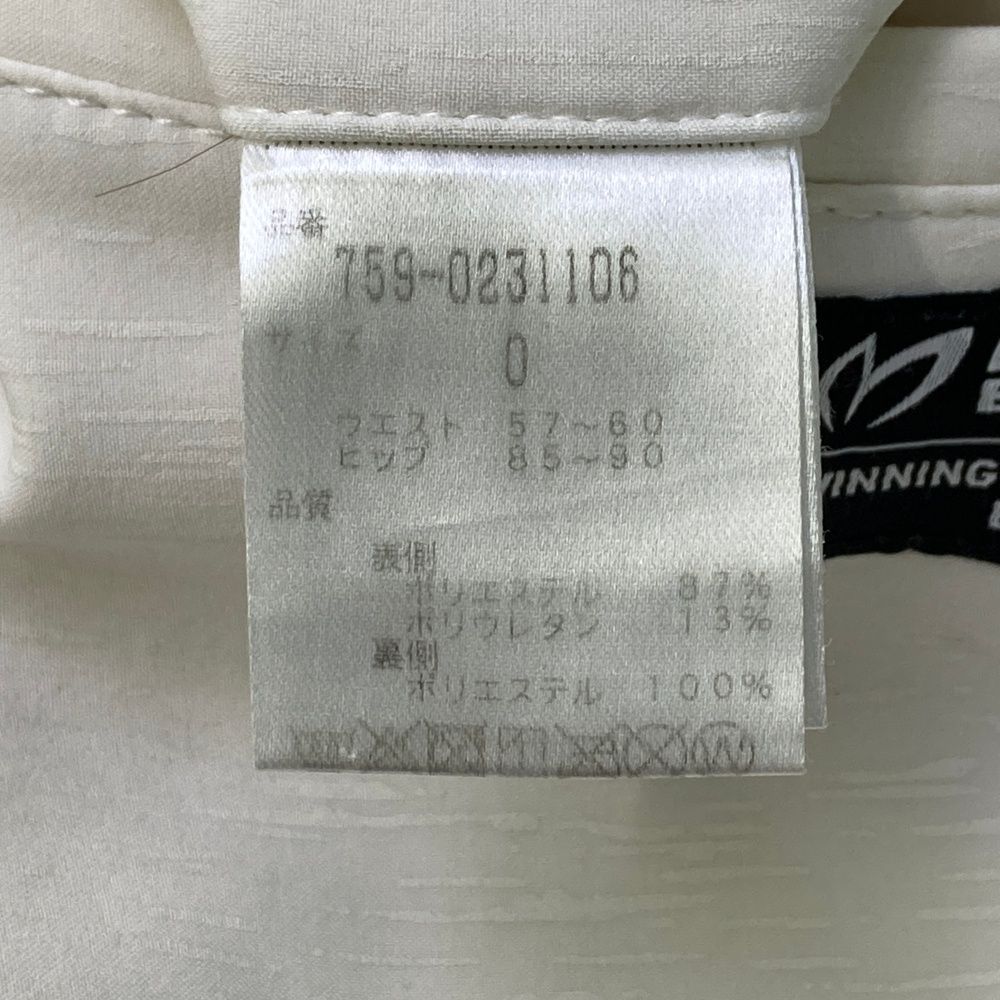 品番
759-0231106
サイズ 0
ウエスト 57～60
ヒップ 85～90
品質
表側
ポリエステル 87%
ポリウレタン 13%
裏側
ポリエステル 100%